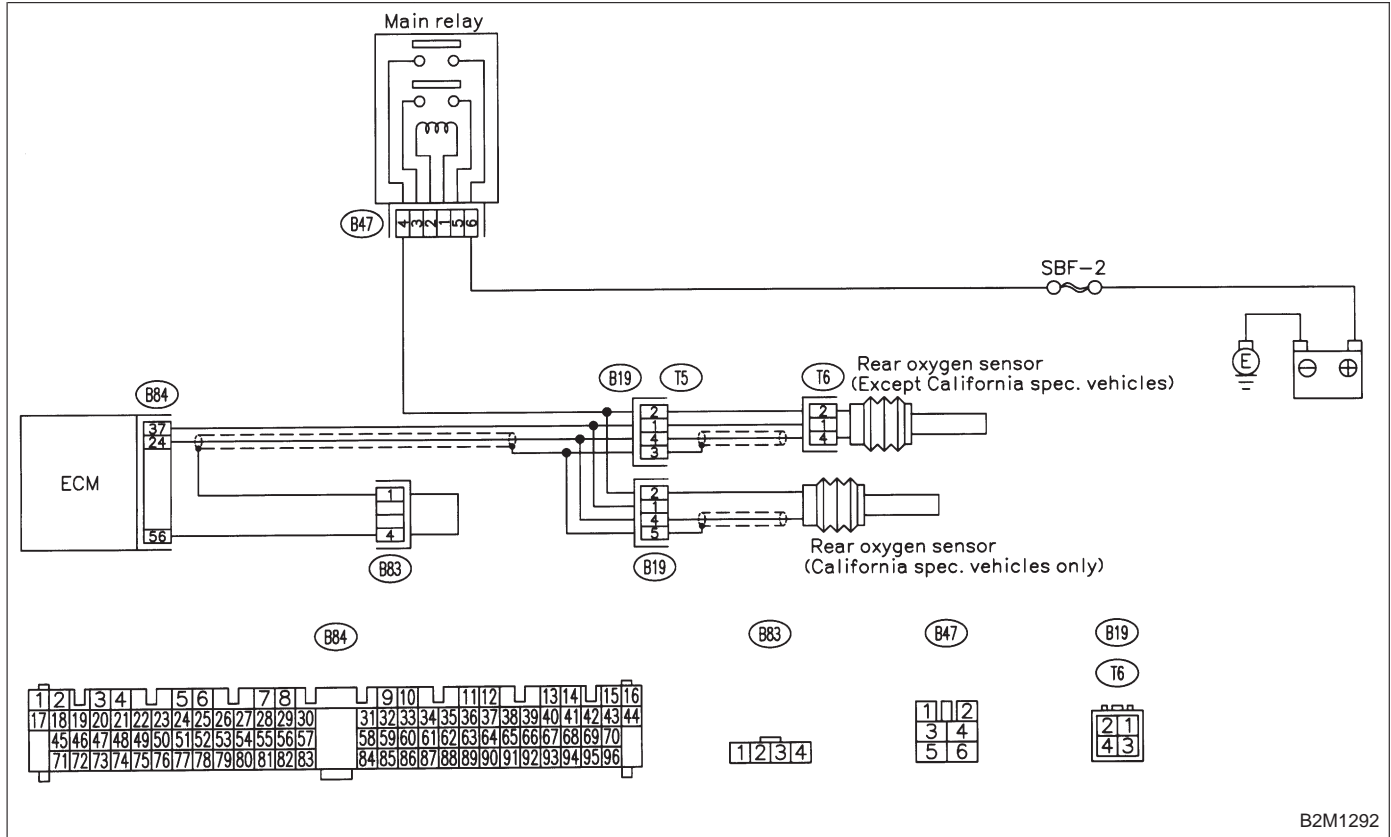 Main relay
B47
4 3 2 1 5 6
SBF-2
E
⊖ ⊕
Rear oxygen sensor
(Except California spec. vehicles)
B84
B19 T5 T6
37
24
56
ECM
2
1
4
3
2
1
4
1
4
B83
2
1
4
5
B19
Rear oxygen sensor
(California spec. vehicles only)
B84
1 2 3 4 5 6 7 8 9 10 11 12 13 14 15 16
17 18 19 20 21 22 23 24 25 26 27 28 29 30 31 32 33 34 35 36 37 38 39 40 41 42 43 44
45 46 47 48 49 50 51 52 53 54 55 56 57 58 59 60 61 62 63 64 65 66 67 68 69 70
71 72 73 74 75 76 77 78 79 80 81 82 83 84 85 86 87 88 89 90 91 92 93 94 95 96
B83
1 2 3 4
B47
1 2
3 4
5 6
B19
T6
2 1
4 3
B2M1292